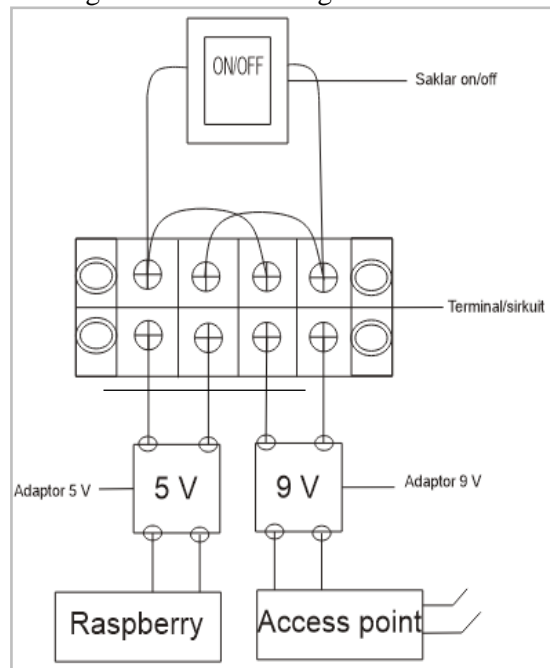 ON/OFF
Saklar on/off
Terminal/sirkuit
Adaptor 5 V
5 V
9 V
Adaptor 9 V
Raspberry
Access point